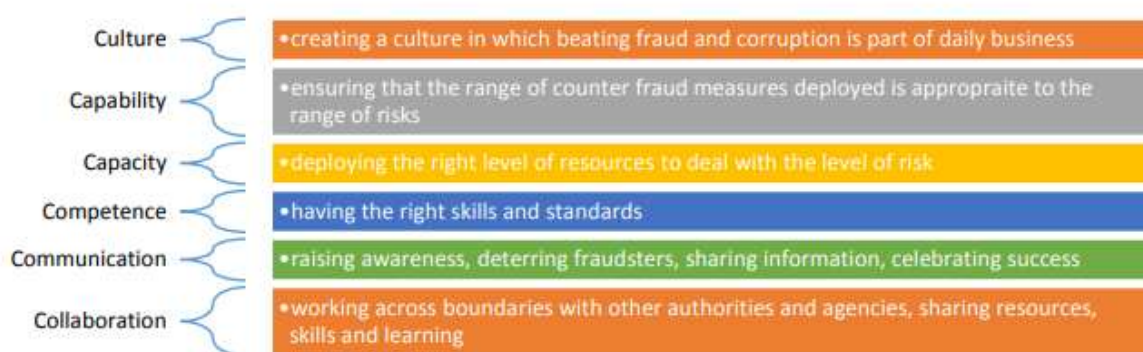 Culture
•creating a culture in which beating fraud and corruption is part of daily business
Capability
•ensuring that the range of counter fraud measures deployed is appropraite to the
range of risks
Capacity
•deploying the right level of resources to deal with the level of risk
Competence
•having the right skills and standards
Communication
•raising awareness, deterring fraudsters, sharing information, celebrating success
Collaboration
•working across boundaries with other authorities and agencies, sharing resources,
skills and learning